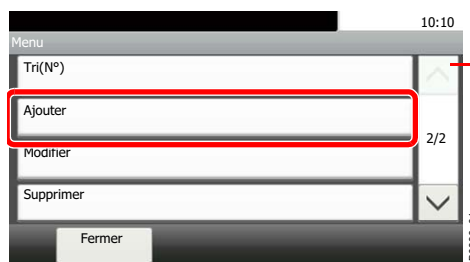 10:10
Menu
Tri(N°)
Ajouter
2/2
Modifier
Supprimer
Fermer